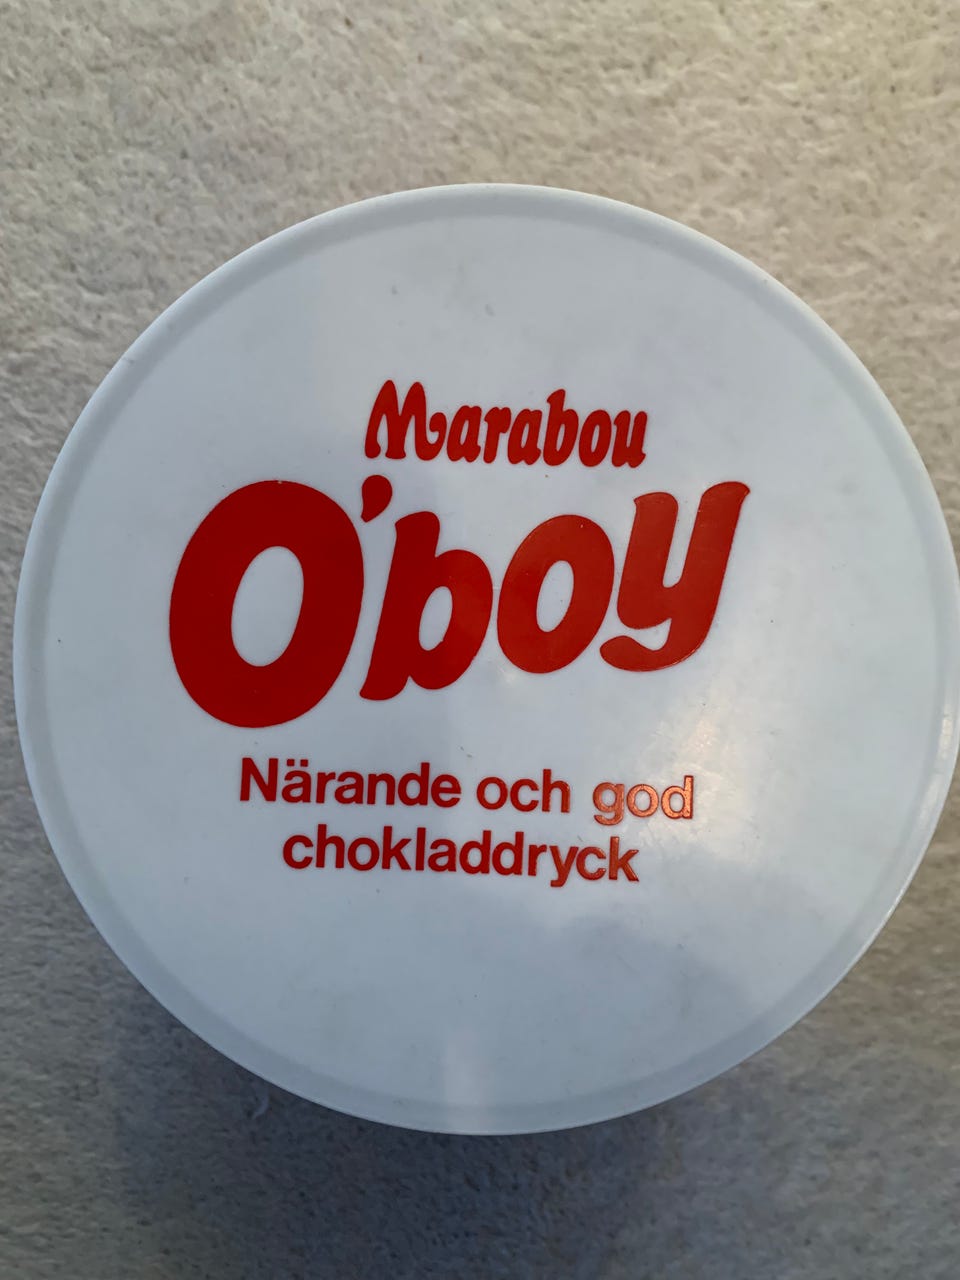 Marabou
O'boy
Närande och god
chokladdryck